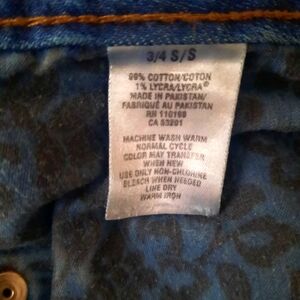 3/4 S/S
99% COTTON/COTON
1% LYCRA/LYCRA®
MADE IN PAKISTAN/
FABRIQUÉ AU PAKISTAN
RN 110199
CA 53201
MACHINE WASH WARM
NORMAL CYCLE
COLOR MAY TRANSFER
WHEN NEW
USE ONLY NON-CHLORINE
BLEACH WHEN NEEDED
LINE DRY
WARM IRON